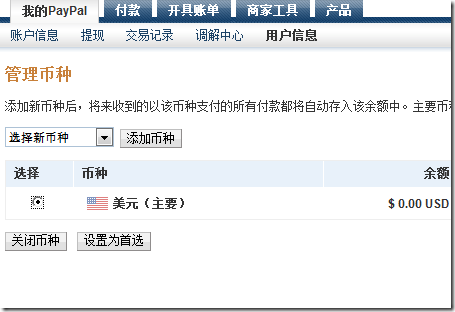 我的PayPal 付款 开具账单 商家工具 产品
账户信息 提现 交易记录 调解中心 用户信息
管理币种
添加新币种后，将来收到的以该币种支付的所有付款都将自动存入该余额中。主要币
选择新币种 添加币种
选择 币种 余额
美元（主要） $ 0.00 USD
关闭币种 设置为首选